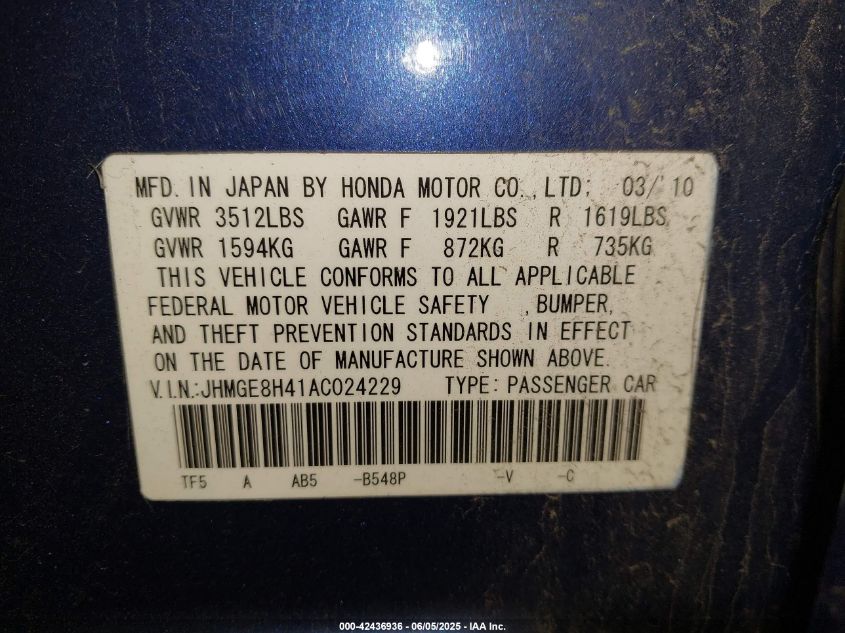 MFD. IN JAPAN BY HONDA MOTOR CO., LTD: 03/'10
GVWR 3512LBS GAWR F 1921LBS R 1619LBS
GVWR 1594KG GAWR F 872KG R 735KG
THIS VEHICLE CONFORMS TO ALL APPLICABLE
FEDERAL MOTOR VEHICLE SAFETY , BUMPER,
AND THEFT PREVENTION STANDARDS IN EFFECT
ON THE DATE OF MANUFACTURE SHOWN ABOVE.
V.I.N.:JHMGE8H41AC024229 TYPE: PASSENGER CAR
TF5 A AB5 -B548P -V -C
000-42436936 - 06/05/2025 - IAA Inc.